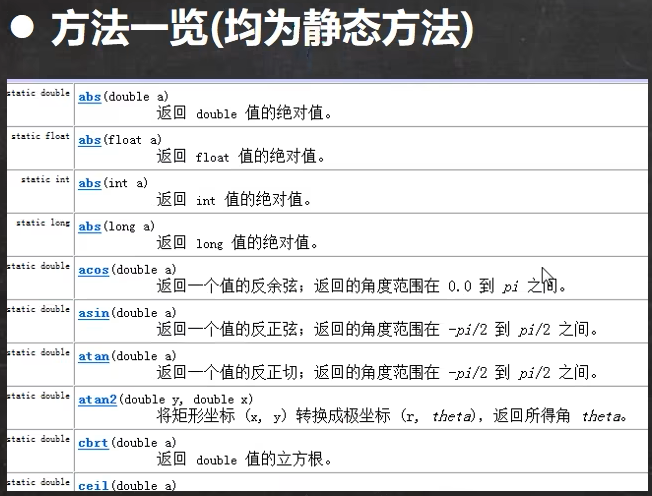 ● 方法一览(均为静态方法)
static double abs(double a)
返回 double 值的绝对值。
static float abs(float a)
返回 float 值的绝对值。
static int abs(int a)
返回 int 值的绝对值。
static long abs(long a)
返回 long 值的绝对值。
static double acos(double a)
返回一个值的反余弦；返回的角度范围在 0.0 到 pi 之间。
static double asin(double a)
返回一个值的反正弦；返回的角度范围在 -pi/2 到 pi/2 之间。
static double atan(double a)
返回一个值的反正切；返回的角度范围在 -pi/2 到 pi/2 之间。
static double atan2(double y, double x)
将矩形坐标 (x, y) 转换成极坐标 (r, theta)，返回所得角 theta。
static double cbrt(double a)
返回 double 值的立方根。
static double ceil(double a)